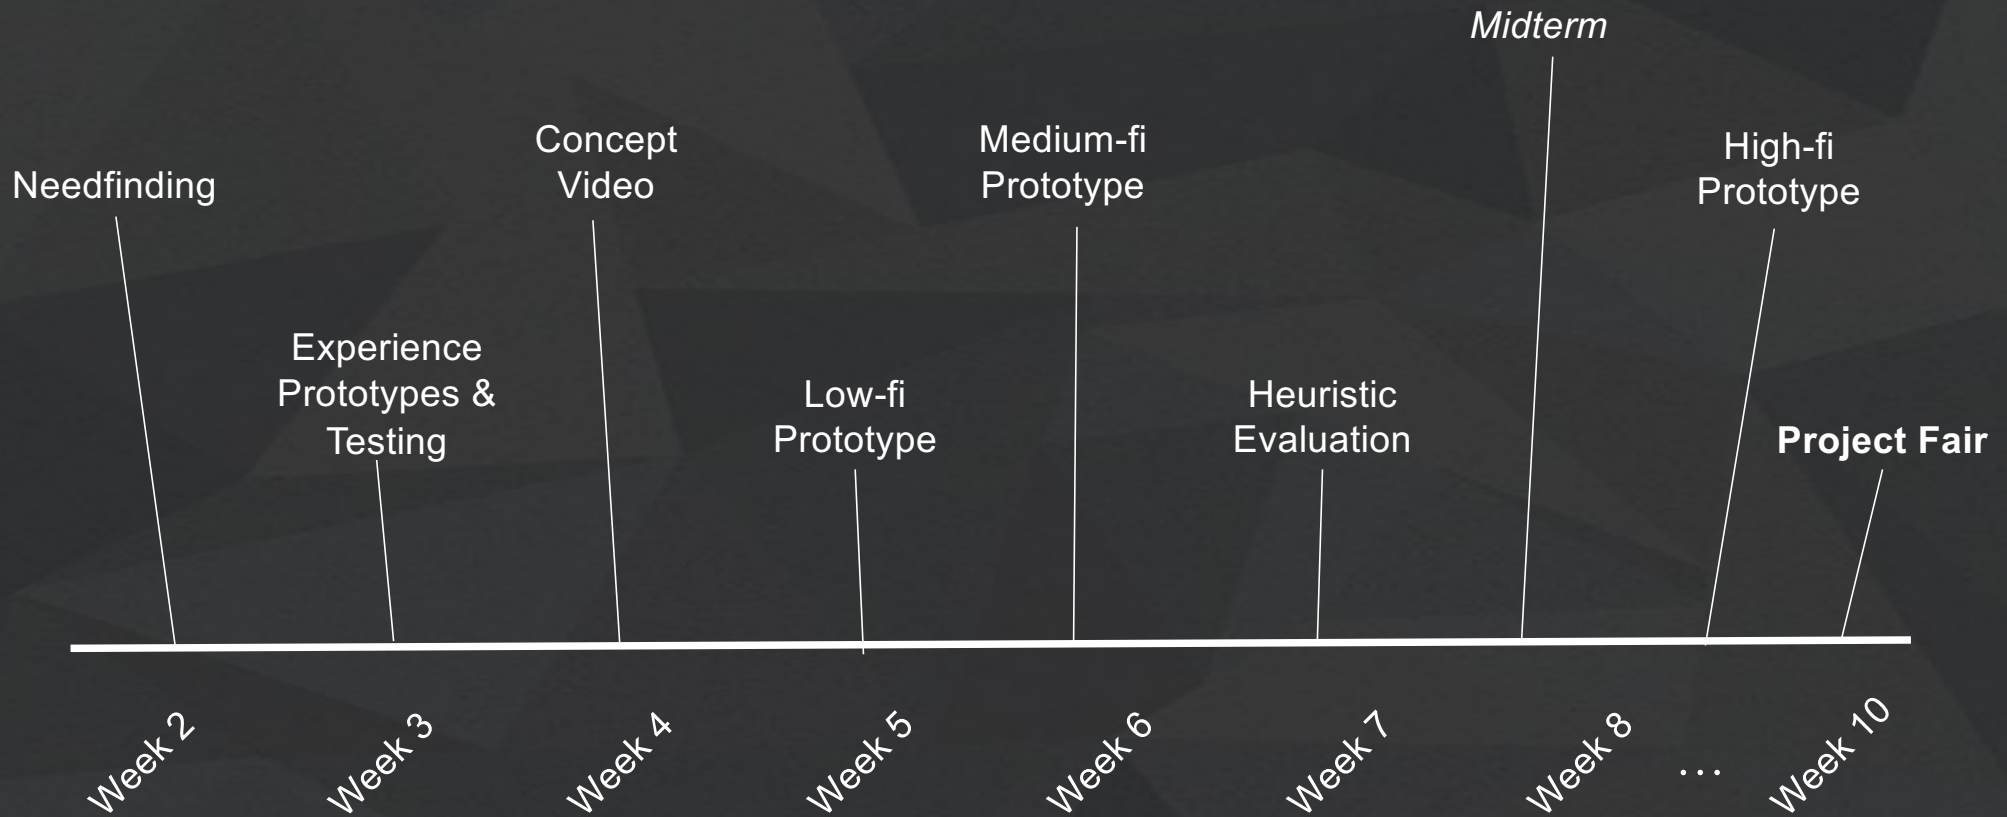 Midterm
Needfinding
Concept
Video
Medium-fi
Prototype
High-fi
Prototype
Experience
Prototypes &
Testing
Low-fi
Prototype
Heuristic
Evaluation
Project Fair
Week 2
Week 3
Week 4
Week 5
Week 6
Week 7
Week 8
...
Week 10